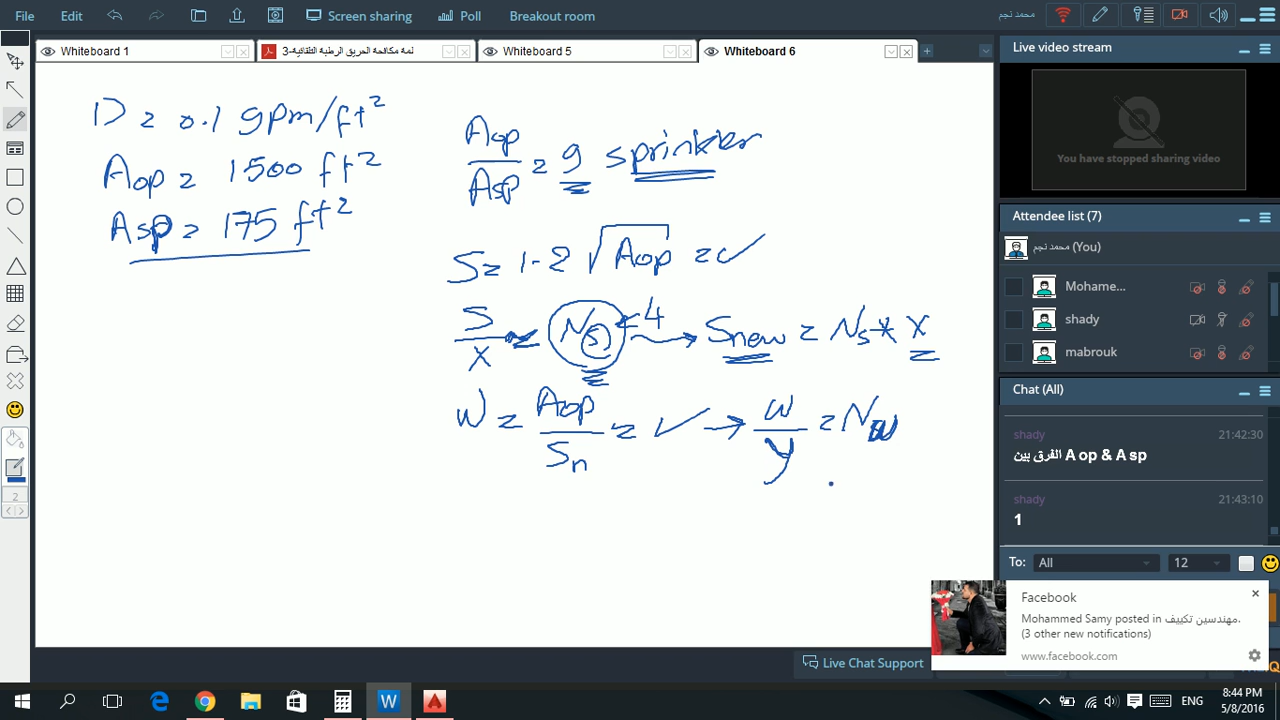 File Edit Screen sharing Poll Breakout room محمد نجم
Whiteboard 1
3-نمة مكافحة الحريق الرطبة التلقائية
Whiteboard 5
Whiteboard 6
Live video stream
You have stopped sharing video
D = 0.1 gpm/ft²
Aop = 1500 ft²
Asp = 175 ft²
Aop/Asp = 9 sprinkler
S = 1.2 √Aop = ✓
S/X = Ns ← 4 → Snew = Ns * X
W = Aop/Sn = ✓ → W/Y = Nw
Attendee list (7)
محمد نجم (You)
Mohame...
shady
mabrouk
Chat (All)
shady 21:42:30
الفرق بين A op & A sp
shady 21:43:10
1
To: All 12
Facebook
Mohammed Samy posted in مهندسين تكييف.
(3 other new notifications)
www.facebook.com
Live Chat Support
2
ENG
8:44 PM
5/8/2016